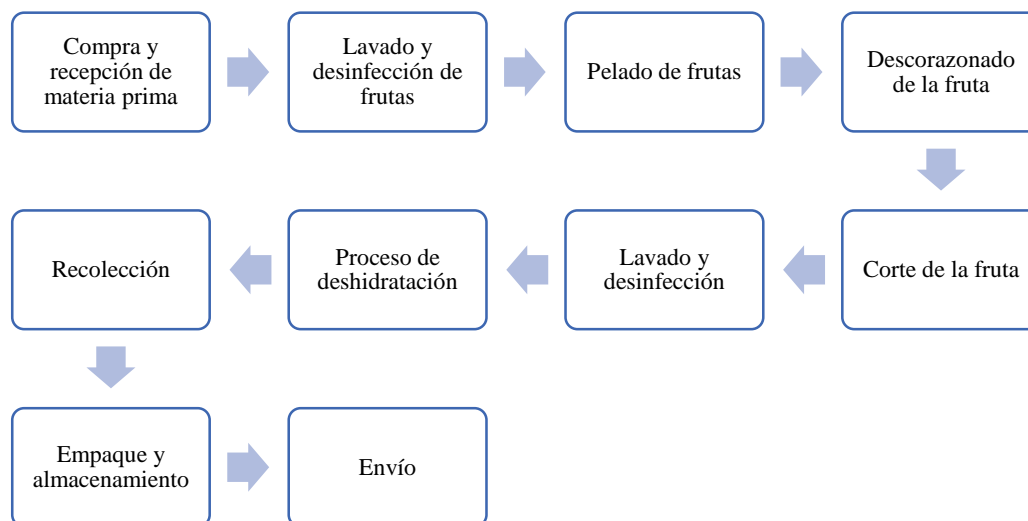 Compra y
recepción de
materia prima
Lavado y
desinfección de
frutas
Pelado de frutas
Descorazonado
de la fruta
Corte de la fruta
Lavado y
desinfección
Proceso de
deshidratación
Recolección
Empaque y
almacenamiento
Envío